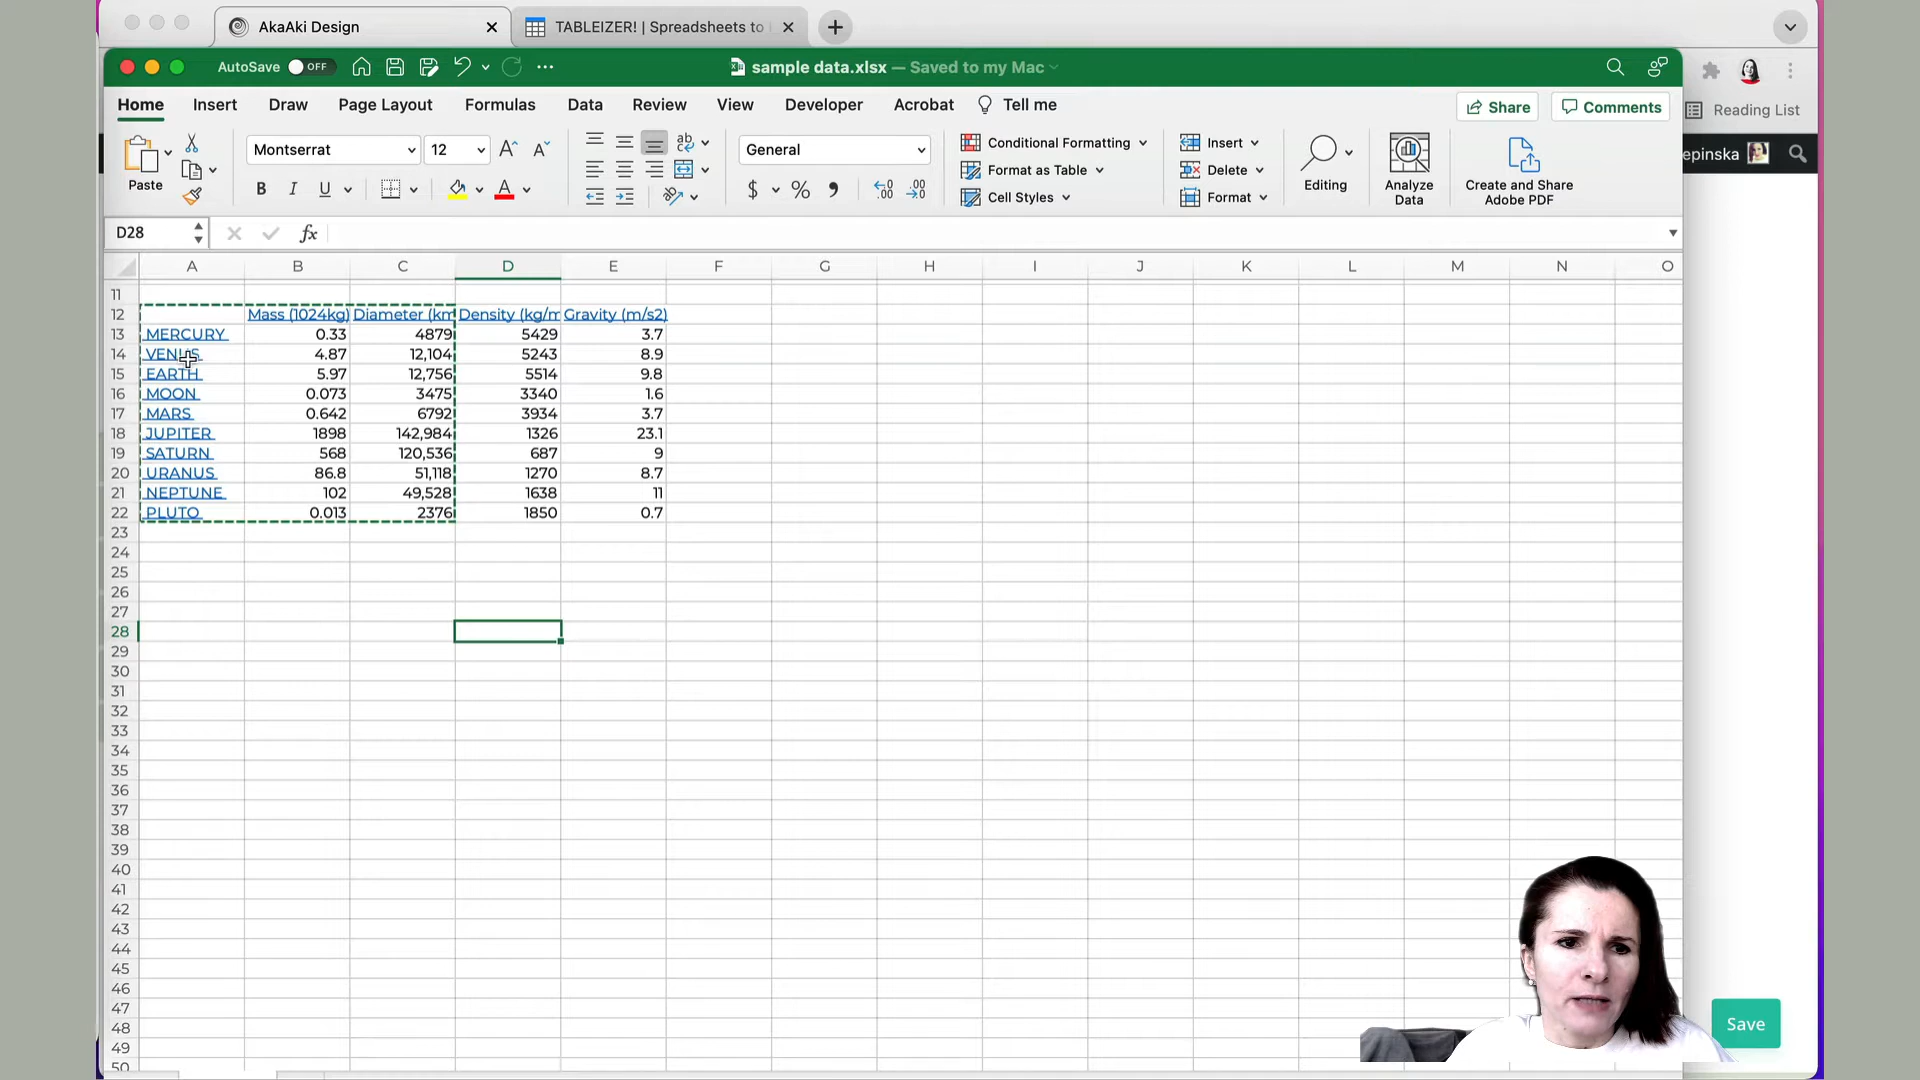 AkaAki Design
TABLEIZER! | Spreadsheets to
AutoSave OFF
sample data.xlsx — Saved to my Mac
Reading List
Home Insert Draw Page Layout Formulas Data Review View Developer Acrobat Tell me
Share Comments
epinska
Paste
Montserrat 12
General
Conditional Formatting
Format as Table
Cell Styles
Insert
Delete
Format
Editing
Analyze
Data
Create and Share
Adobe PDF
D28 fx
A B C D E F G H I J K L M N O
11
12 Mass (1024kg) Diameter (km Density (kg/m Gravity (m/s2)
13 MERCURY 0.33 4879 5429 3.7
14 VENUS 4.87 12,104 5243 8.9
15 EARTH 5.97 12,756 5514 9.8
16 MOON 0.073 3475 3340 1.6
17 MARS 0.642 6792 3934 3.7
18 JUPITER 1898 142,984 1326 23.1
19 SATURN 568 120,536 687 9
20 URANUS 86.8 51,118 1270 8.7
21 NEPTUNE 102 49,528 1638 11
22 PLUTO 0.013 2376 1850 0.7
23
24
25
26
27
28
29
30
31
32
33
34
35
36
37
38
39
40
41
42
43
44
45
46
47
48
49
50
Save